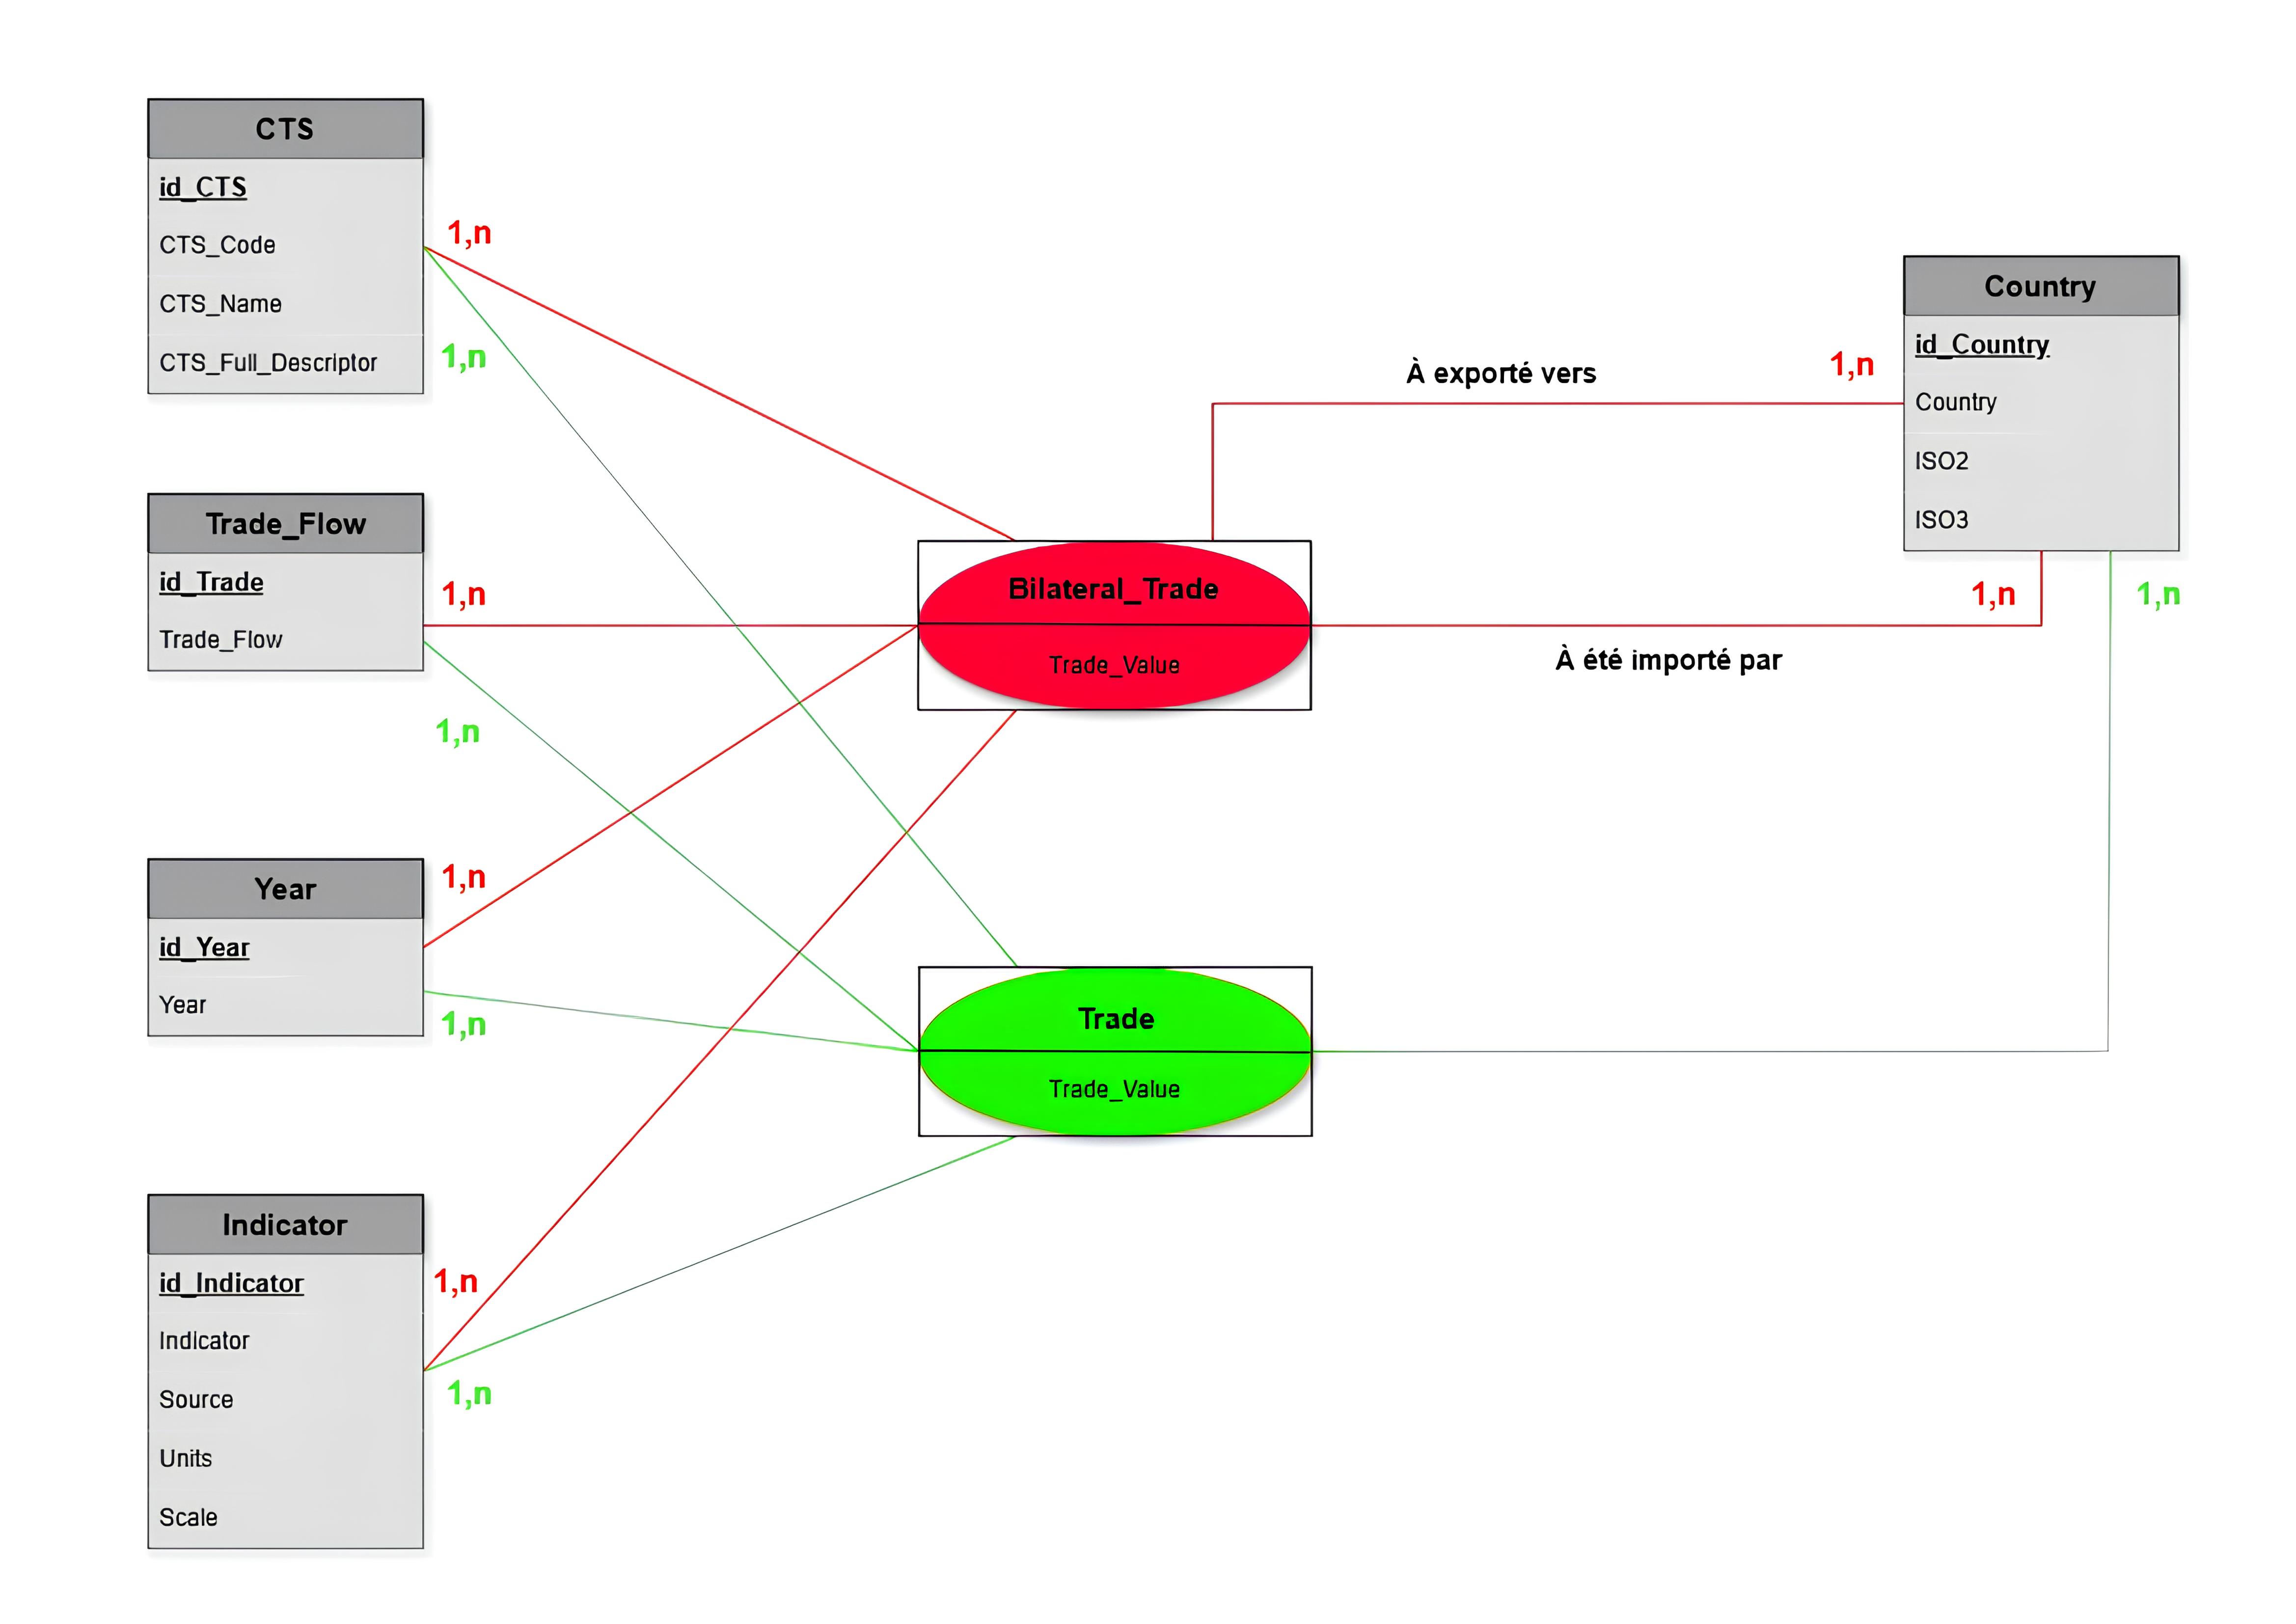 CTS
id_CTS
CTS_Code
CTS_Name
CTS_Full_Descriptor
1,n
1,n
Trade_Flow
id_Trade
Trade_Flow
1,n
1,n
Year
id_Year
Year
1,n
1,n
Indicator
id_Indicator
Indicator
Source
Units
Scale
1,n
1,n
Bilateral_Trade
Trade_Value
Trade
Trade_Value
À exporté vers
1,n
À été importé par
1,n
1,n
Country
id_Country
Country
ISO2
ISO3